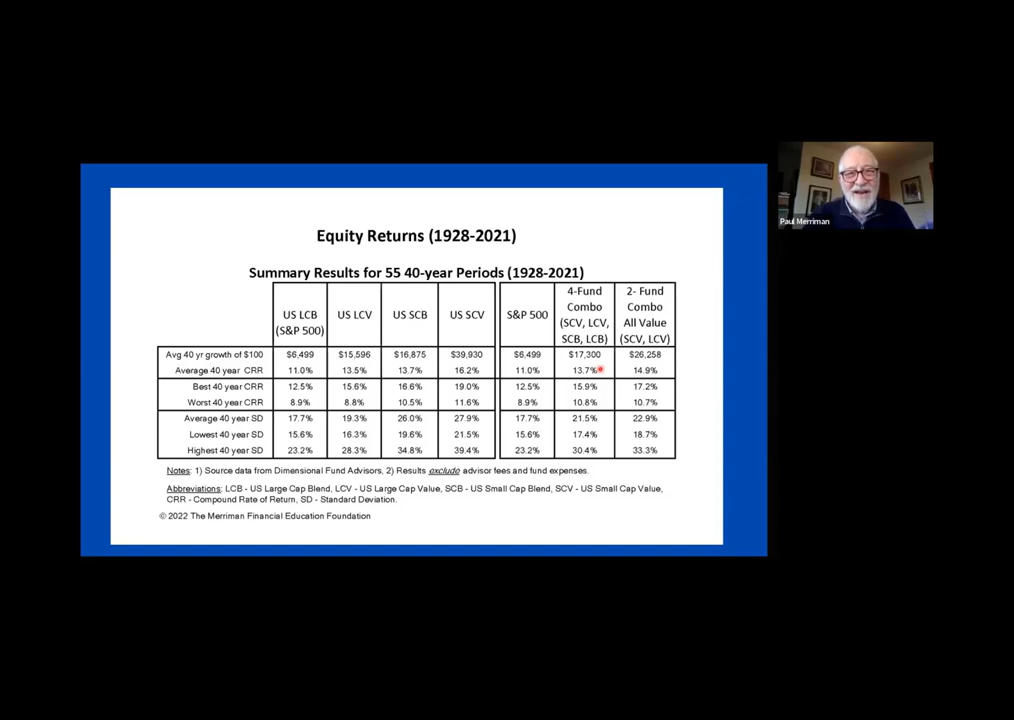 Equity Returns (1928-2021)
Summary Results for 55 40-year Periods (1928-2021)
US LCB (S&P 500) US LCV US SCB US SCV S&P 500 4-Fund Combo (SCV, LCV, SCB, LCB) 2- Fund Combo All Value (SCV, LCV)
Avg 40 yr growth of $100 $6,499 $15,596 $16,875 $39,930 $6,499 $17,300 $26,258
Average 40 year CRR 11.0% 13.5% 13.7% 16.2% 11.0% 13.7% 14.9%
Best 40 year CRR 12.5% 15.6% 16.6% 19.0% 12.5% 15.9% 17.2%
Worst 40 year CRR 8.9% 8.8% 10.5% 11.6% 8.9% 10.8% 10.7%
Average 40 year SD 17.7% 19.3% 26.0% 27.9% 17.7% 21.5% 22.9%
Lowest 40 year SD 15.6% 16.3% 19.6% 21.5% 15.6% 17.4% 18.7%
Highest 40 year SD 23.2% 28.3% 34.8% 39.4% 23.2% 30.4% 33.3%
Notes: 1) Source data from Dimensional Fund Advisors, 2) Results exclude advisor fees and fund expenses.
Abbreviations: LCB - US Large Cap Blend, LCV - US Large Cap Value, SCB - US Small Cap Blend, SCV - US Small Cap Value,
CRR - Compound Rate of Return, SD - Standard Deviation.
© 2022 The Merriman Financial Education Foundation
Paul Merriman